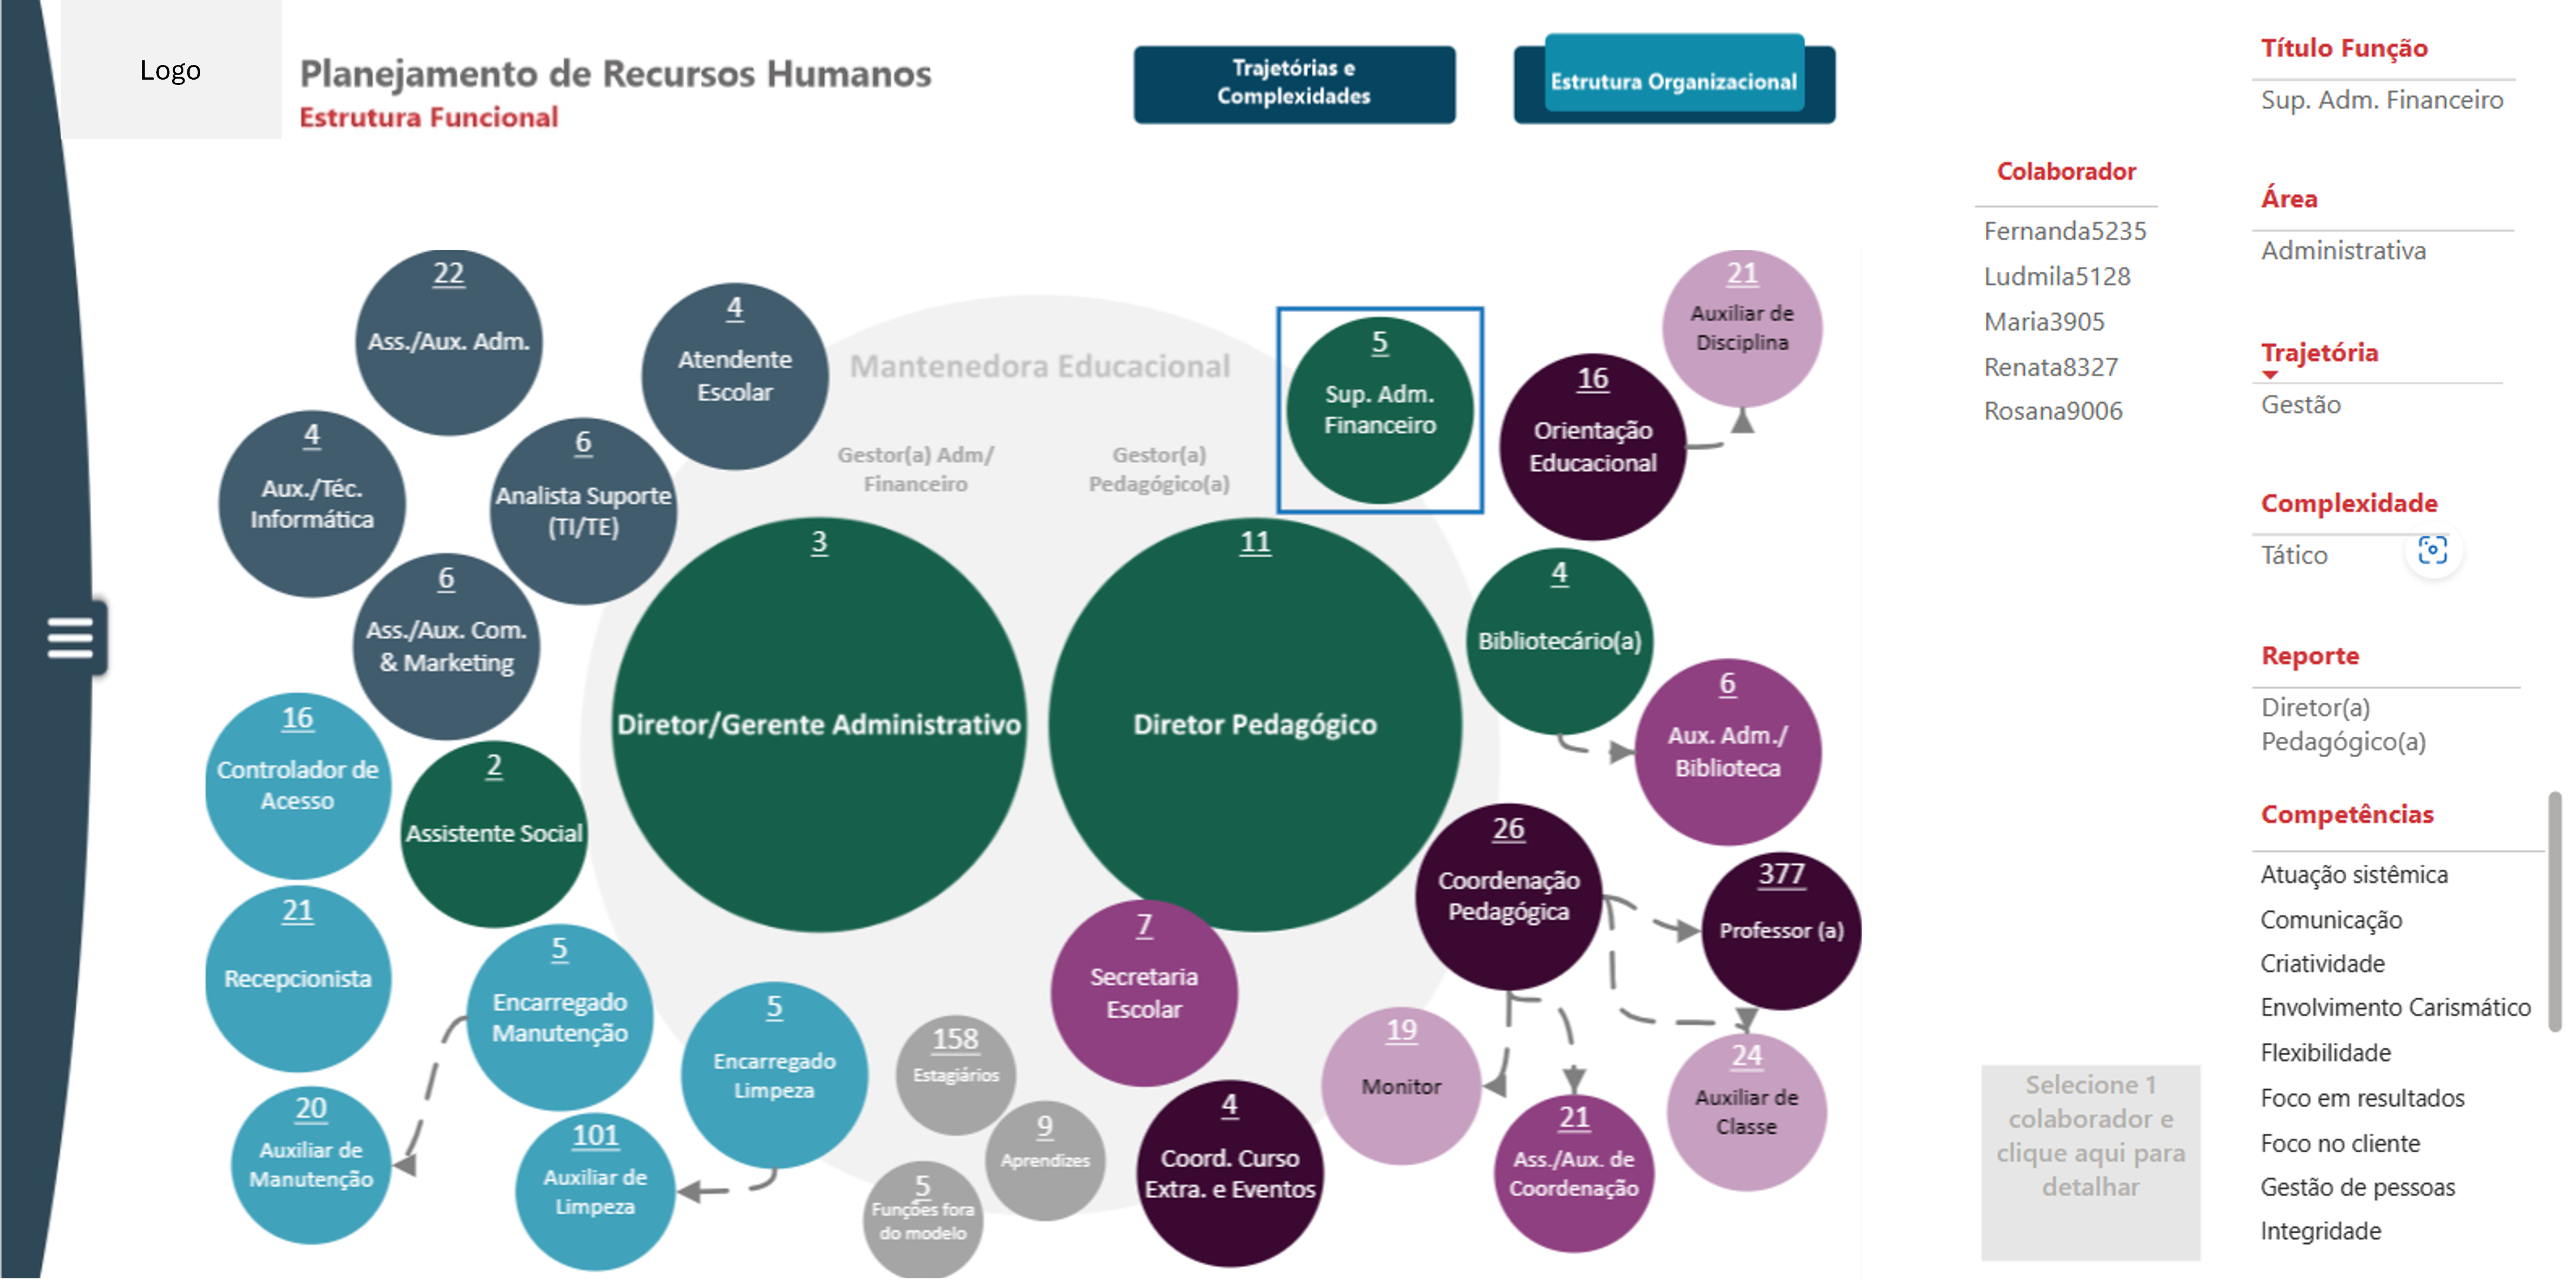 Logo
Planejamento de Recursos Humanos
Estrutura Funcional
Trajetórias e
Complexidades
Estrutura Organizacional
Mantenedora Educacional
Gestor(a) Adm/
Financeiro
Gestor(a)
Pedagógico(a)
22
Ass./Aux. Adm.
4
Atendente
Escolar
4
Aux./Téc.
Informática
6
Analista Suporte
(TI/TE)
6
Ass./Aux. Com.
& Marketing
16
Controlador de
Acesso
2
Assistente Social
21
Recepcionista
5
Encarregado
Manutenção
20
Auxiliar de
Manutenção
5
Encarregado
Limpeza
101
Auxiliar de
Limpeza
3
Diretor/Gerente Administrativo
11
Diretor Pedagógico
5
Sup. Adm.
Financeiro
16
Orientação
Educacional
21
Auxiliar de
Disciplina
4
Bibliotecário(a)
6
Aux. Adm./
Biblioteca
26
Coordenação
Pedagógica
377
Professor (a)
24
Auxiliar de
Classe
21
Ass./Aux. de
Coordenação
19
Monitor
7
Secretaria
Escolar
4
Coord. Curso
Extra. e Eventos
158
Estagiários
9
Aprendizes
5
Funções fora
do modelo
Colaborador
Fernanda5235
Ludmila5128
Maria3905
Renata8327
Rosana9006
Selecione 1
colaborador e
clique aqui para
detalhar
Título Função
Sup. Adm. Financeiro
Área
Administrativa
Trajetória
Gestão
Complexidade
Tático
Reporte
Diretor(a)
Pedagógico(a)
Competências
Atuação sistêmica
Comunicação
Criatividade
Envolvimento Carismático
Flexibilidade
Foco em resultados
Foco no cliente
Gestão de pessoas
Integridade